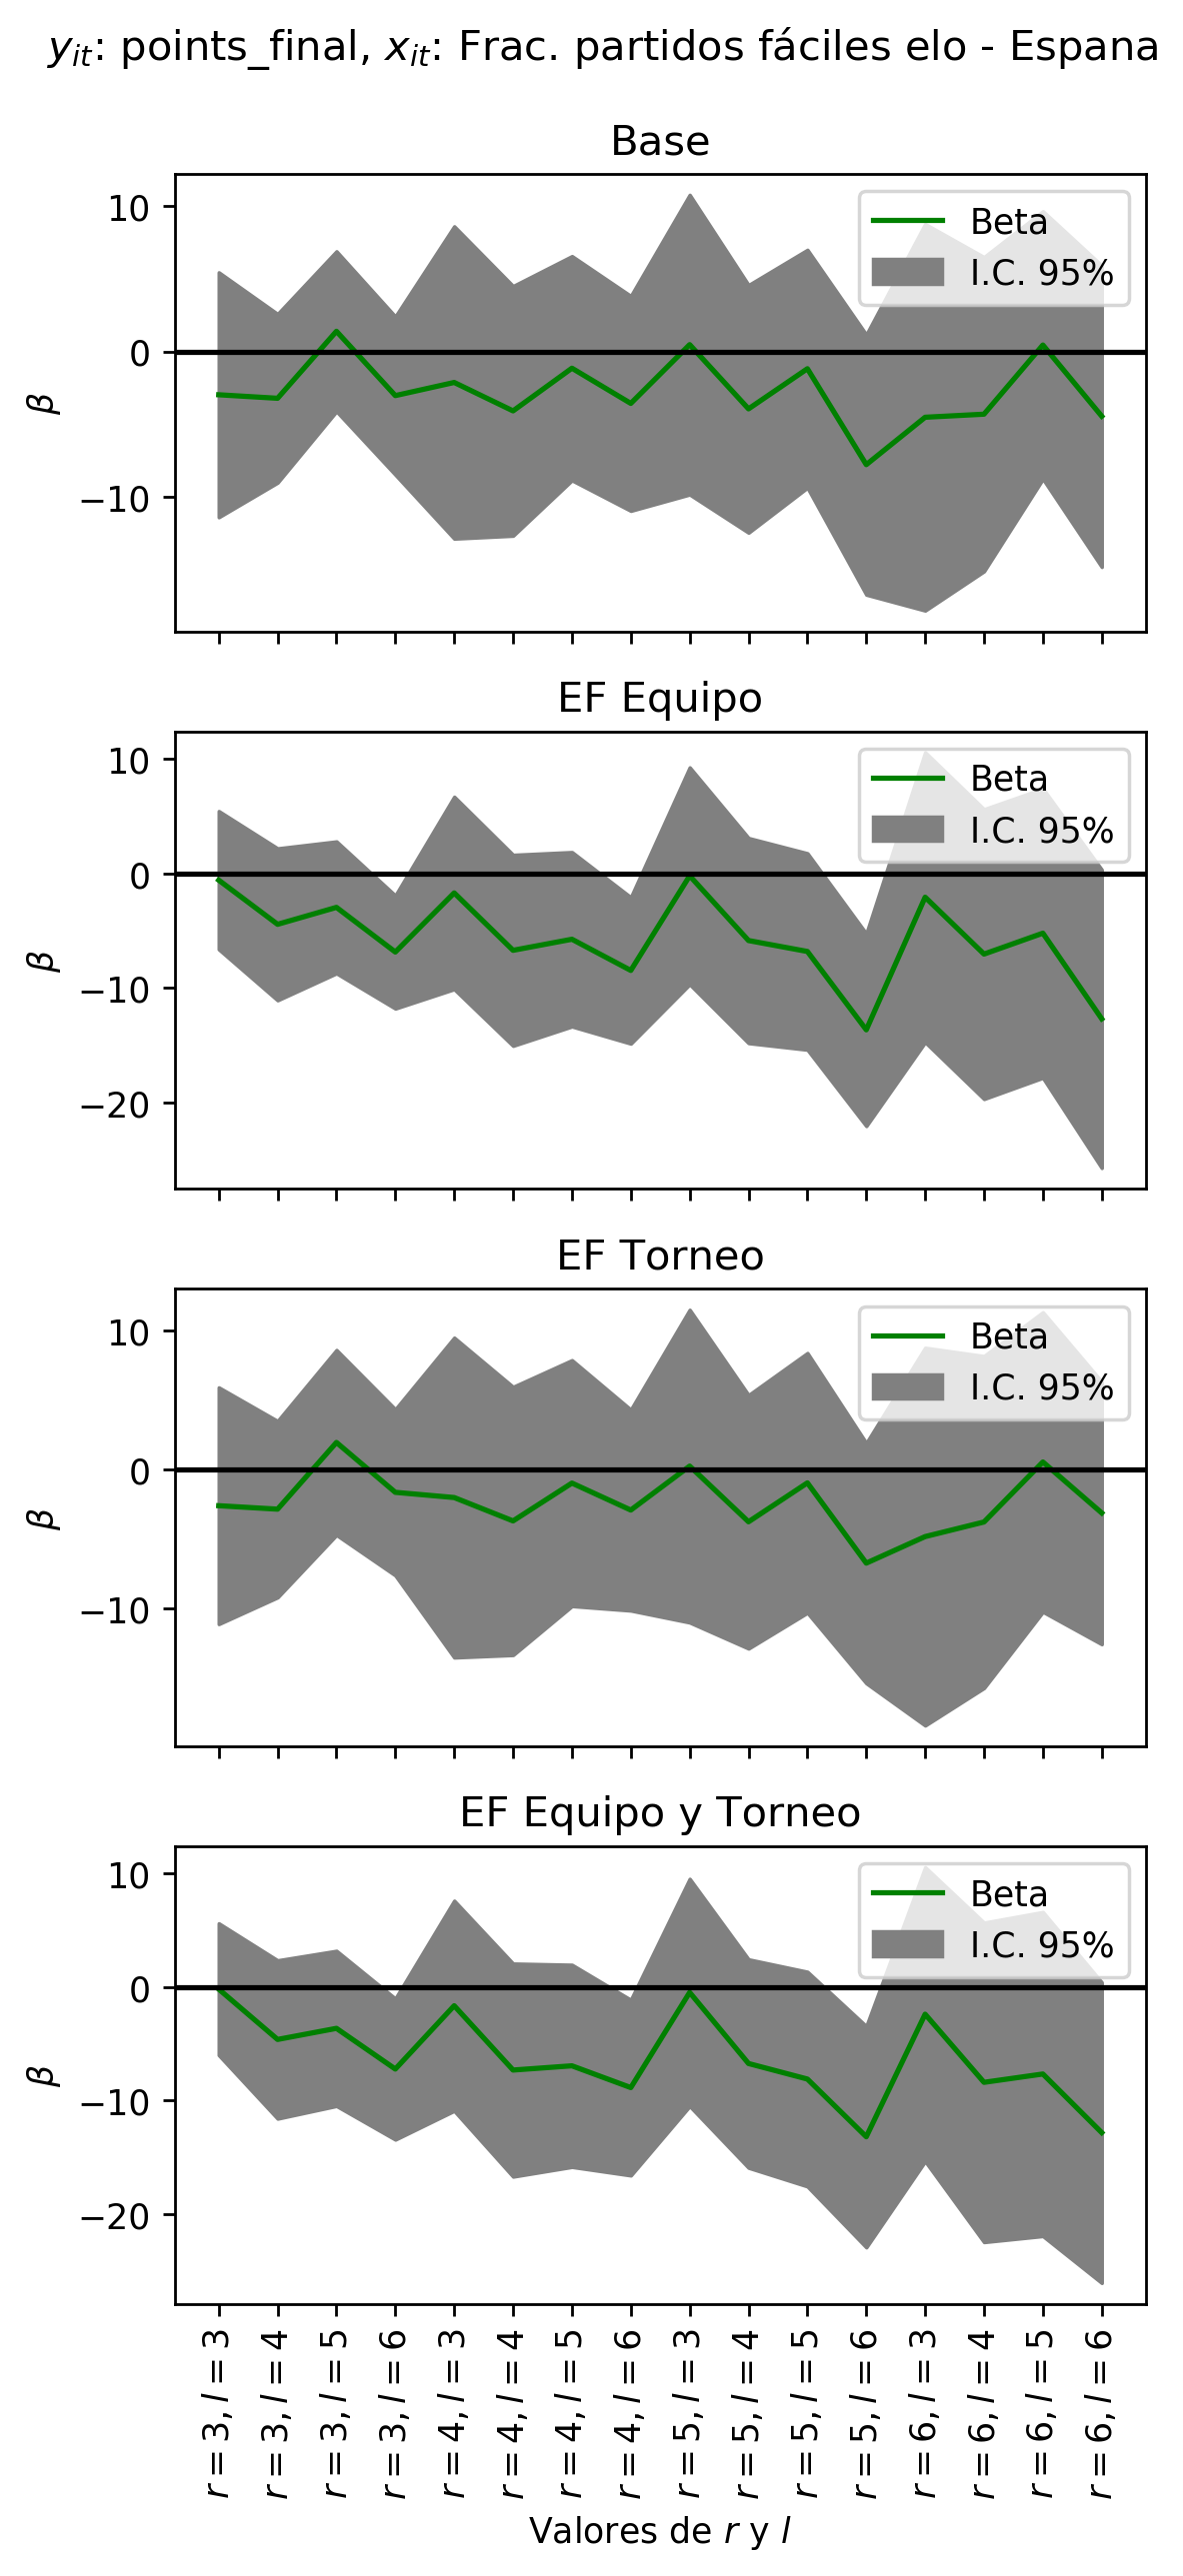 y_it: points_final, x_it: Frac. partidos fáciles elo - Espana
Base
10
0
−10
β
Beta
I.C. 95%
EF Equipo
10
0
−10
−20
β
Beta
I.C. 95%
EF Torneo
10
0
−10
β
Beta
I.C. 95%
EF Equipo y Torneo
10
0
−10
−20
β
Beta
I.C. 95%
r = 3, l = 3
r = 3, l = 4
r = 3, l = 5
r = 3, l = 6
r = 4, l = 3
r = 4, l = 4
r = 4, l = 5
r = 4, l = 6
r = 5, l = 3
r = 5, l = 4
r = 5, l = 5
r = 5, l = 6
r = 6, l = 3
r = 6, l = 4
r = 6, l = 5
r = 6, l = 6
Valores de r y l